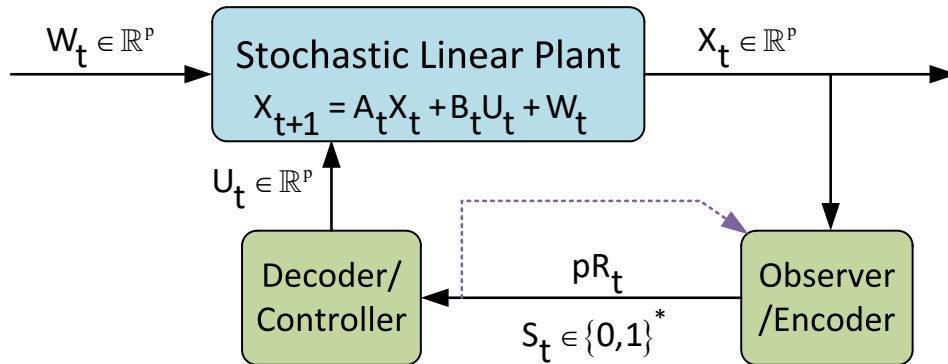 W_t ∈ ℝ^p
Stochastic Linear Plant
X_{t+1} = A_t X_t + B_t U_t + W_t
X_t ∈ ℝ^p
U_t ∈ ℝ^p
Decoder/
Controller
pR_t
S_t ∈ {0,1}^*
Observer
/Encoder